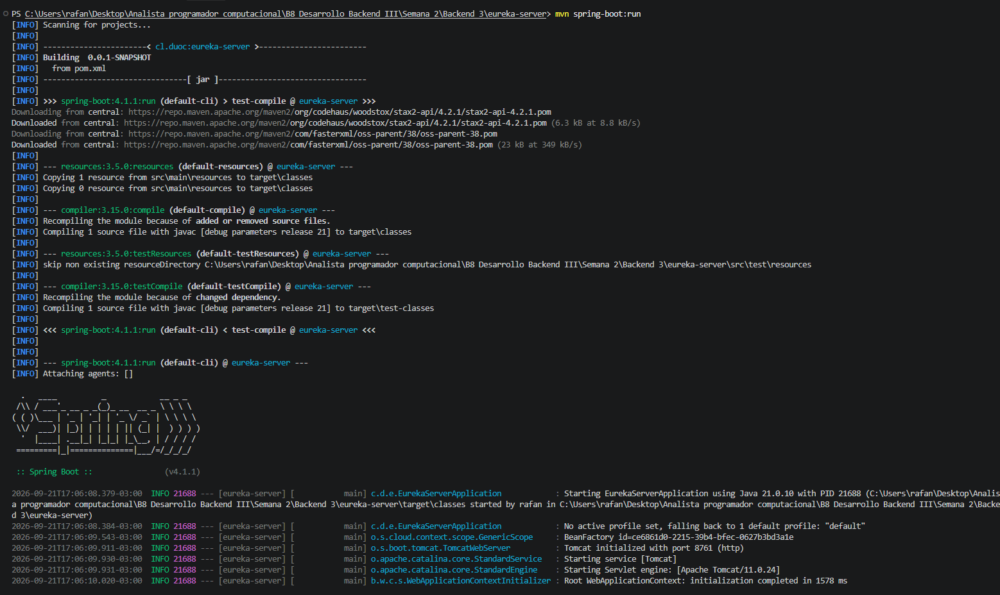 PS C:\Users\rafan\Desktop\Analista programador computacional\B8 Desarrollo Backend III\Semana 2\Backend 3\eureka-server> mvn spring-boot:run
[INFO] Scanning for projects...
[INFO]
[INFO] -----------------------< cl.duoc:eureka-server >------------------------
[INFO] Building  0.0.1-SNAPSHOT
[INFO]   from pom.xml
[INFO] --------------------------------[ jar ]---------------------------------
[INFO]
[INFO] >>> spring-boot:4.1.1:run (default-cli) > test-compile @ eureka-server >>>
Downloading from central: https://repo.maven.apache.org/maven2/org/codehaus/woodstox/stax2-api/4.2.1/stax2-api-4.2.1.pom
Downloaded from central: https://repo.maven.apache.org/maven2/org/codehaus/woodstox/stax2-api/4.2.1/stax2-api-4.2.1.pom (6.3 kB at 8.8 kB/s)
Downloading from central: https://repo.maven.apache.org/maven2/com/fasterxml/oss-parent/38/oss-parent-38.pom
Downloaded from central: https://repo.maven.apache.org/maven2/com/fasterxml/oss-parent/38/oss-parent-38.pom (23 kB at 349 kB/s)
[INFO]
[INFO] --- resources:3.5.0:resources (default-resources) @ eureka-server ---
[INFO] Copying 1 resource from src\main\resources to target\classes
[INFO] Copying 0 resource from src\main\resources to target\classes
[INFO]
[INFO] --- compiler:3.15.0:compile (default-compile) @ eureka-server ---
[INFO] Recompiling the module because of added or removed source files.
[INFO] Compiling 1 source file with javac [debug parameters release 21] to target\classes
[INFO]
[INFO] --- resources:3.5.0:testResources (default-testResources) @ eureka-server ---
[INFO] skip non existing resourceDirectory C:\Users\rafan\Desktop\Analista programador computacional\B8 Desarrollo Backend III\Semana 2\Backend 3\eureka-server\src\test\resources
[INFO]
[INFO] --- compiler:3.15.0:testCompile (default-testCompile) @ eureka-server ---
[INFO] Recompiling the module because of changed dependency.
[INFO] Compiling 1 source file with javac [debug parameters release 21] to target\test-classes
[INFO]
[INFO] <<< spring-boot:4.1.1:run (default-cli) < test-compile @ eureka-server <<<
[INFO]
[INFO]
[INFO] --- spring-boot:4.1.1:run (default-cli) @ eureka-server ---
[INFO] Attaching agents: []
  .   ____          _            __ _ _
 /\\ / ___'_ __ _ _(_)_ __  __ _ \ \ \ \
( ( )\___ | '_ | '_| | '_ \/ _` | \ \ \ \
 \\/  ___)| |_)| | | | | || (_| |  ) ) ) )
  '  |____| .__|_| |_|_| |_\__, | / / / /
 =========|_|==============|___/=/_/_/_/
 :: Spring Boot ::                (v4.1.1)
2026-09-21T17:06:08.379-03:00  INFO 21688 --- [eureka-server] [           main] c.d.e.EurekaServerApplication            : Starting EurekaServerApplication using Java 21.0.10 with PID 21688 (C:\Users\rafan\Desktop\Analis
a programador computacional\B8 Desarrollo Backend III\Semana 2\Backend 3\eureka-server\target\classes started by rafan in C:\Users\rafan\Desktop\Analista programador computacional\B8 Desarrollo Backend III\Semana 2\Backe
d 3\eureka-server)
2026-09-21T17:06:08.384-03:00  INFO 21688 --- [eureka-server] [           main] c.d.e.EurekaServerApplication            : No active profile set, falling back to 1 default profile: "default"
2026-09-21T17:06:09.543-03:00  INFO 21688 --- [eureka-server] [           main] o.s.cloud.context.scope.GenericScope     : BeanFactory id=ce6861d0-2215-39b4-bfec-0627b3bd3a1e
2026-09-21T17:06:09.911-03:00  INFO 21688 --- [eureka-server] [           main] o.s.boot.tomcat.TomcatWebServer          : Tomcat initialized with port 8761 (http)
2026-09-21T17:06:09.930-03:00  INFO 21688 --- [eureka-server] [           main] o.apache.catalina.core.StandardService   : Starting service [Tomcat]
2026-09-21T17:06:09.931-03:00  INFO 21688 --- [eureka-server] [           main] o.apache.catalina.core.StandardEngine    : Starting Servlet engine: [Apache Tomcat/11.0.24]
2026-09-21T17:06:10.020-03:00  INFO 21688 --- [eureka-server] [           main] b.w.c.s.WebApplicationContextInitializer : Root WebApplicationContext: initialization completed in 1578 ms